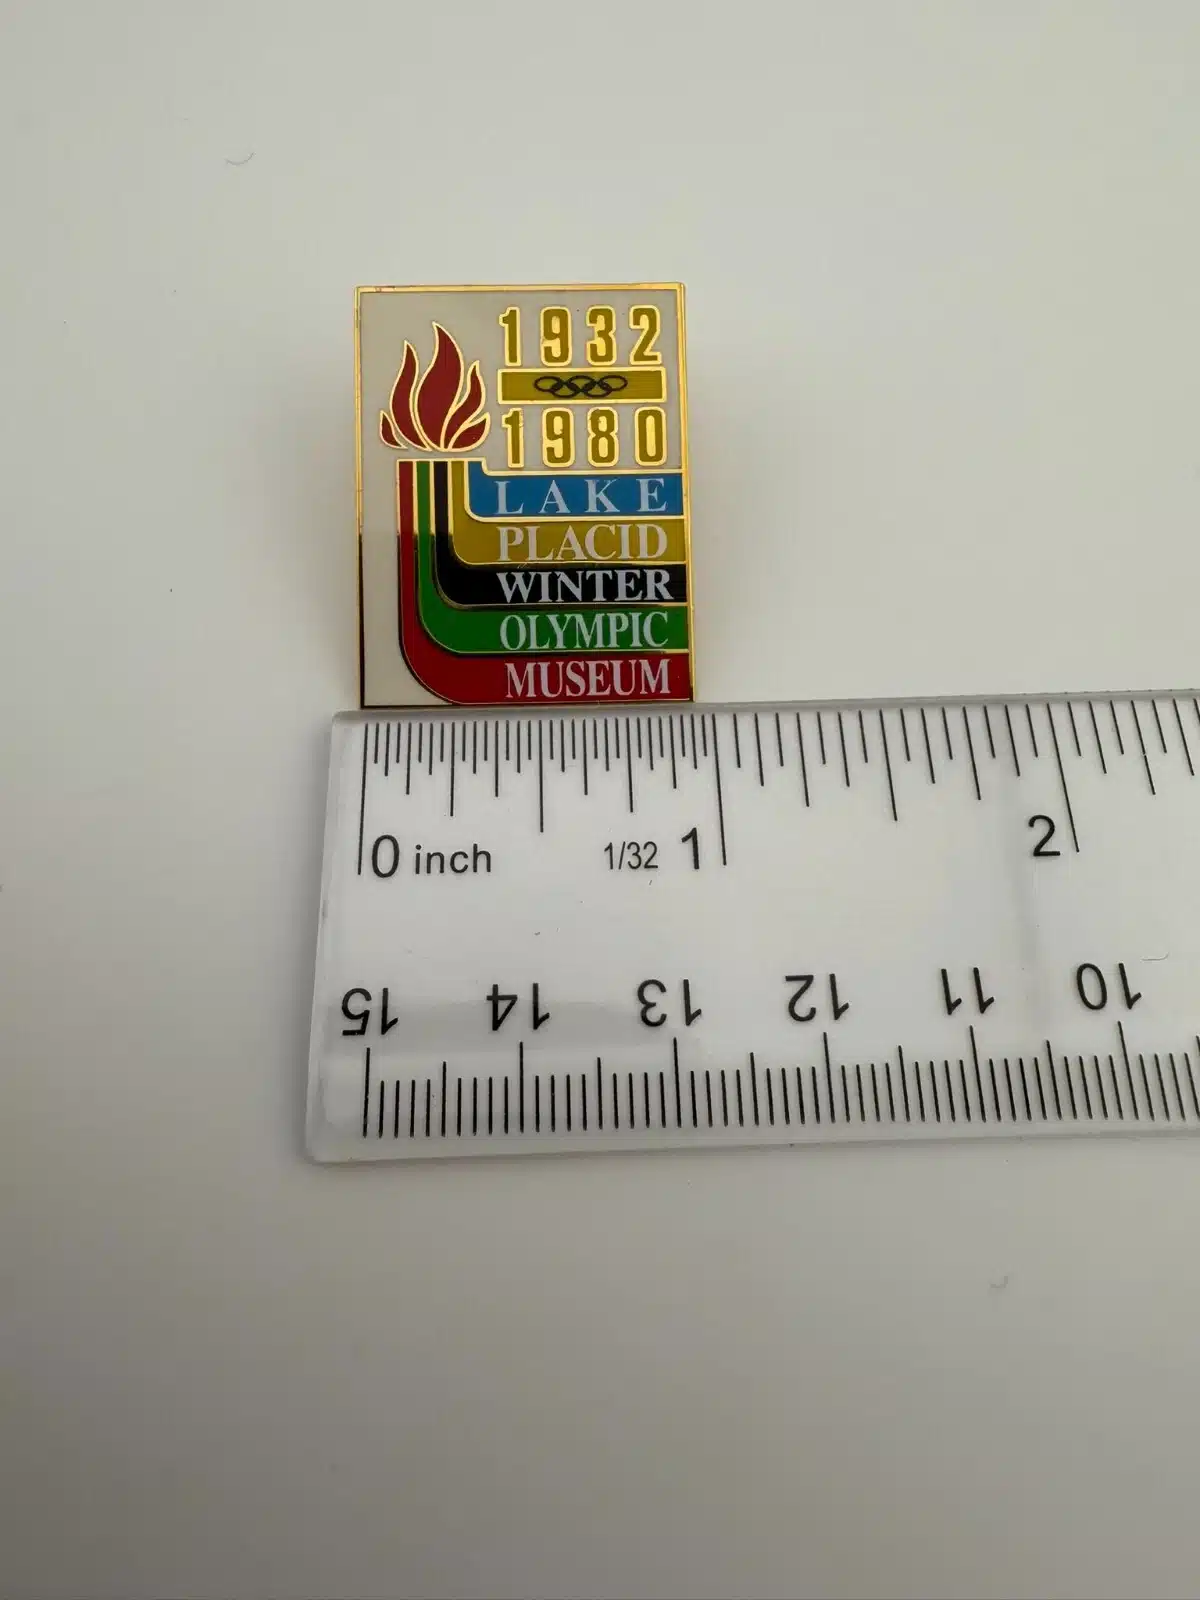 1932
1980
LAKE
PLACID
WINTER
OLYMPIC
MUSEUM
0 inch 1/32 1 2
15 14 13 12 11 10